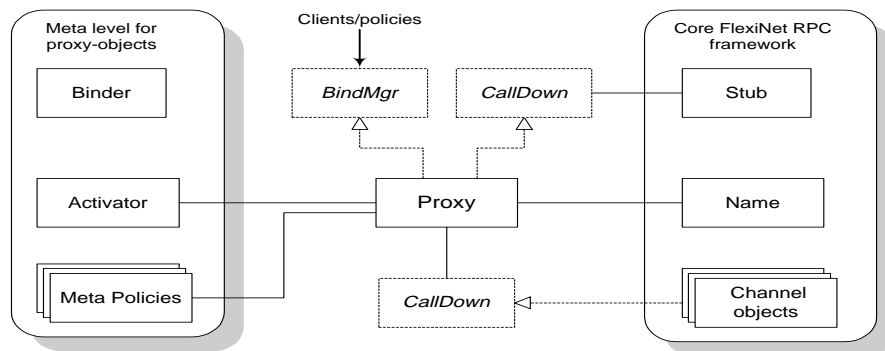 Clients/policies
Meta level for
proxy-objects
Core FlexiNet RPC
framework
Binder
BindMgr
CallDown
Stub
Activator
Proxy
Name
Meta Policies
CallDown
Channel
objects